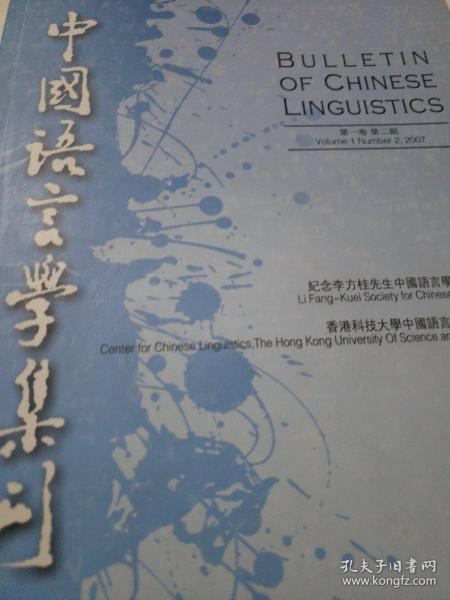 中國語言學集刊
BULLETIN
OF CHINESE
LINGUISTICS
第一卷 第二期
Volume 1 Number 2, 2007
紀念李方桂先生中國語言學
Li Fang-Kuei Society for Chinese
香港科技大學中國語言
Center for Chinese Linguistics,The Hong Kong University Of Science an
孔夫子旧书网
www.kongfz.com